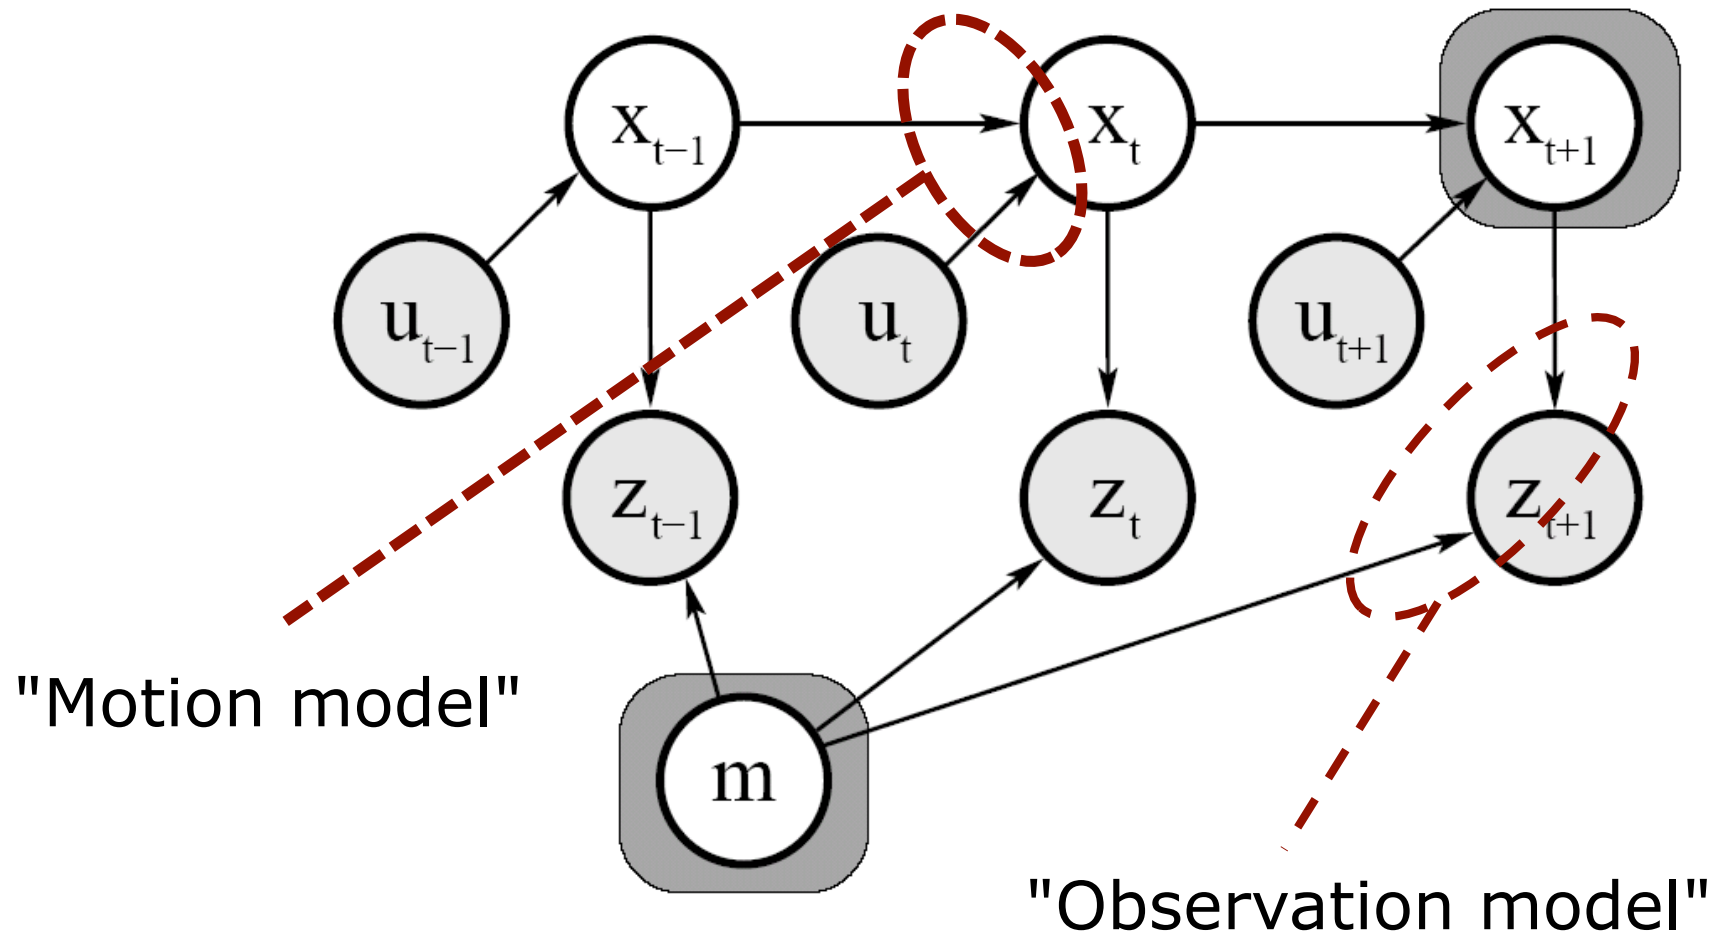 x_{t−1}
x_t
x_{t+1}
u_{t−1}
u_t
u_{t+1}
z_{t−1}
z_t
z_{t+1}
"Motion model"
m
"Observation model"